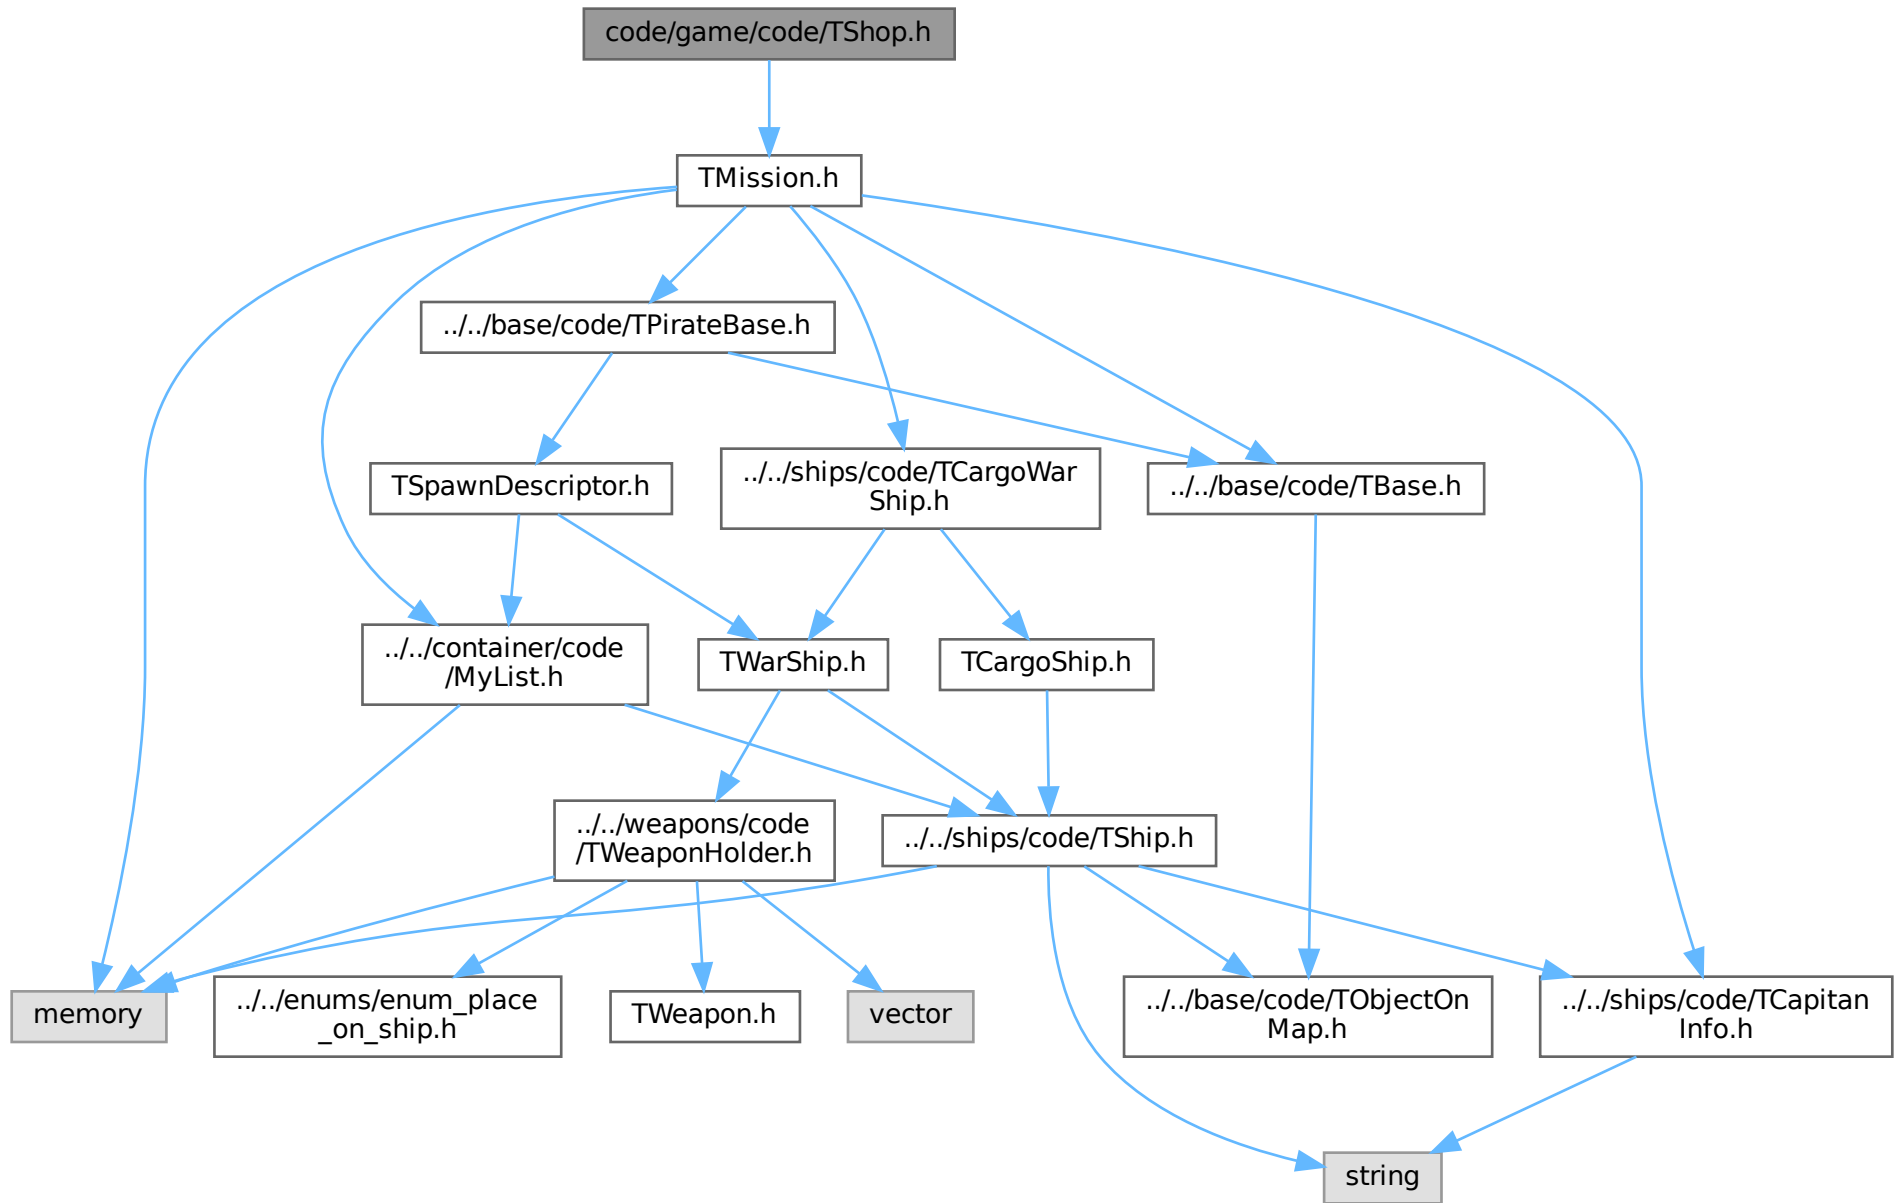 code/game/code/TShop.h
TMission.h
../../base/code/TPirateBase.h
TSpawnDescriptor.h
../../ships/code/TCargoWar
Ship.h
../../base/code/TBase.h
../../container/code
/MyList.h
TWarShip.h
TCargoShip.h
../../weapons/code
/TWeaponHolder.h
../../ships/code/TShip.h
memory
../../enums/enum_place
_on_ship.h
TWeapon.h
vector
../../base/code/TObjectOn
Map.h
../../ships/code/TCapitan
Info.h
string